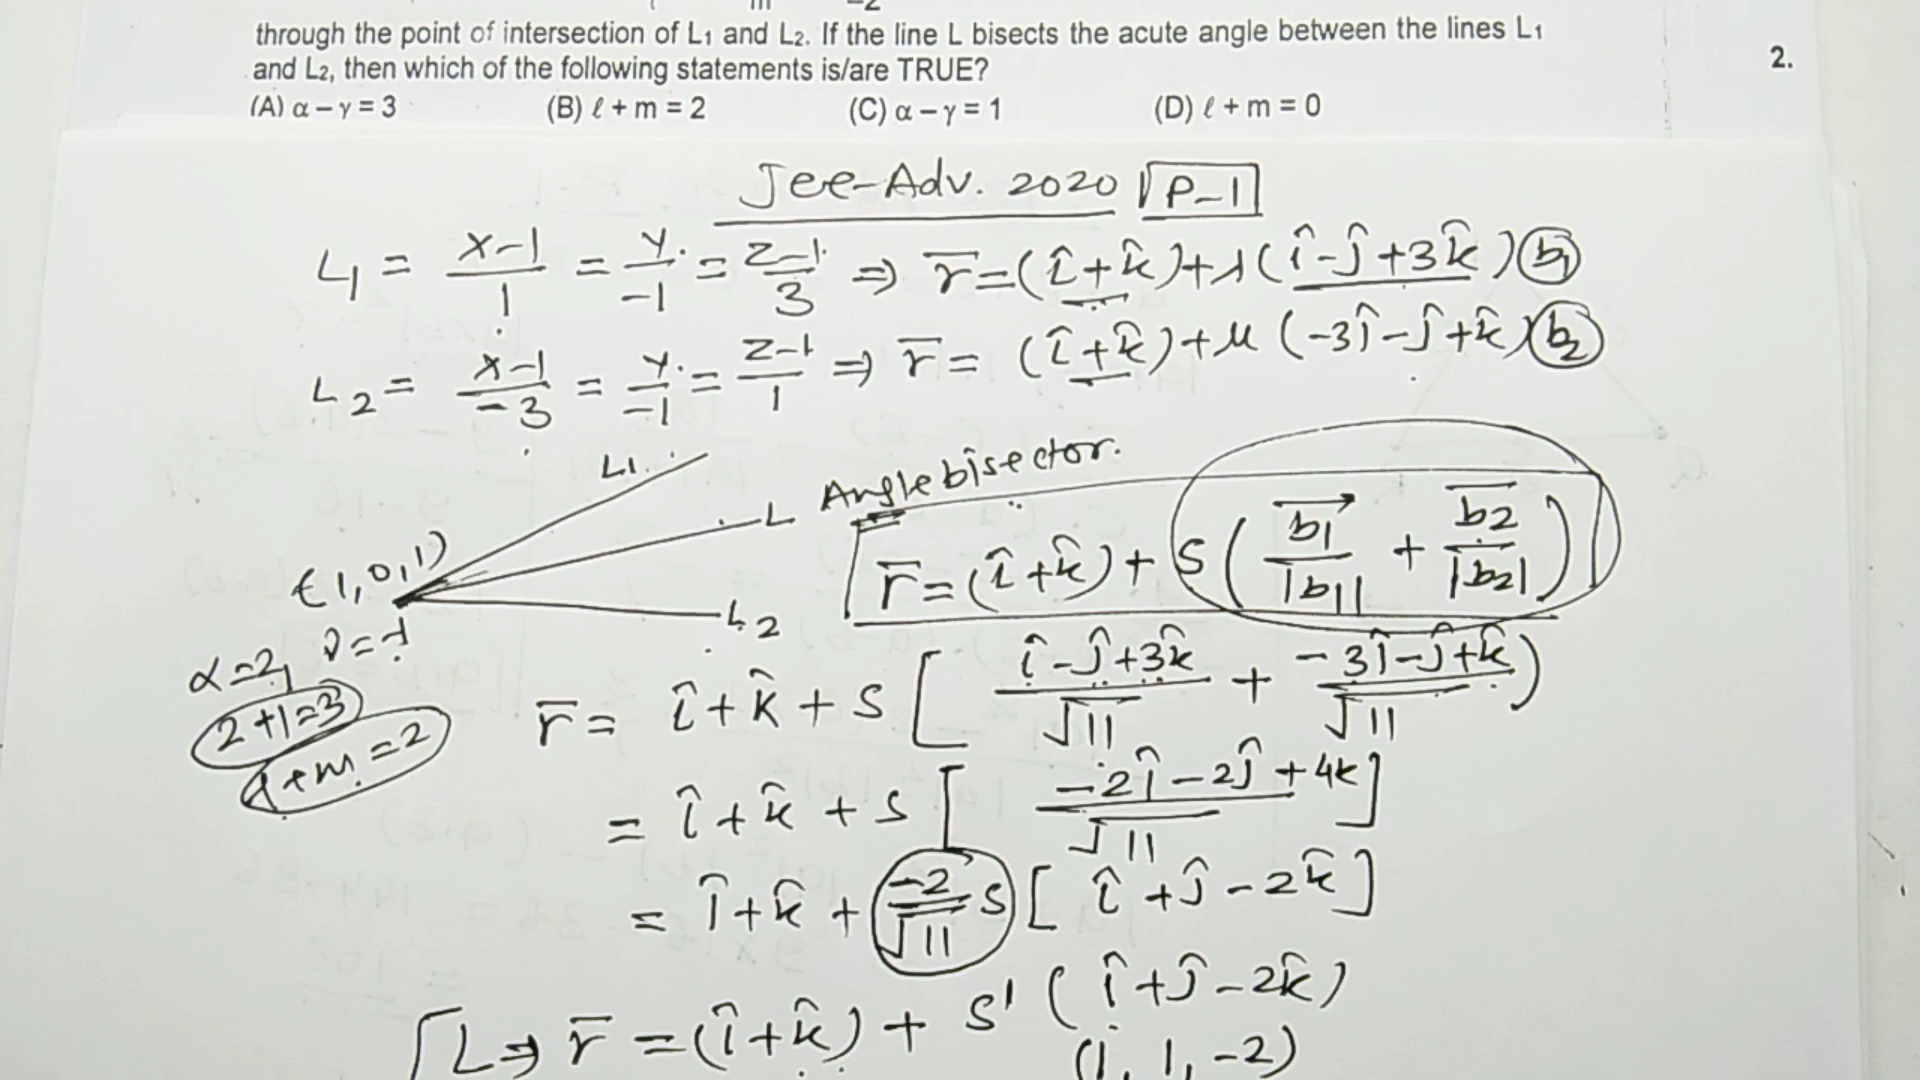 m -2
through the point of intersection of L₁ and L₂. If the line L bisects the acute angle between the lines L₁
and L₂, then which of the following statements is/are TRUE?
2.
(A) α – γ = 3 (B) ℓ + m = 2 (C) α – γ = 1 (D) ℓ + m = 0
Jee-Adv. 2020 P-1
L₁ = (x-1)/1 = y/-1 = (z-1)/3 ⇒ r̄ = (î+k̂)+λ(î-ĵ+3k̂) b₁
L₂ = (x-1)/-3 = y/-1 = (z-1)/1 ⇒ r̄ = (î+k̂)+μ(-3î-ĵ+k̂) b₂
L1
L Angle bisector.
L2
(1,0,1)
r̄ = (î+k̂)+S(b₁/|b₁| + b₂/|b₂|)
α=2, γ=-1
2+1=3
l+m=2
r̄ = î+k̂+S[(î-ĵ+3k̂)/√11 + (-3î-ĵ+k̂)/√11)
= î+k̂+S[(-2î-2ĵ+4k)/√11]
= î+k̂+(-2/√11)S[î+ĵ-2k̂]
L⇒ r̄ = (î+k̂)+S'(î+ĵ-2k̂)
(1, 1, -2)